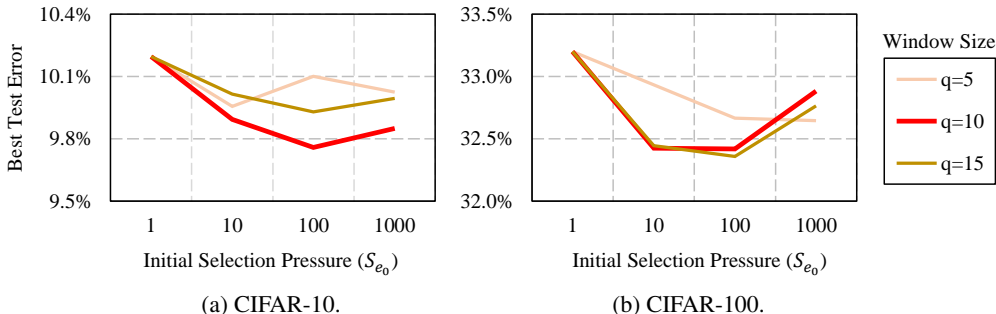 10.4%
10.1%
9.8%
9.5%
Best Test Error
1 10 100 1000
Initial Selection Pressure (S_{e_0})
(a) CIFAR-10.
33.5%
33.0%
32.5%
32.0%
1 10 100 1000
Initial Selection Pressure (S_{e_0})
(b) CIFAR-100.
Window Size
q=5
q=10
q=15